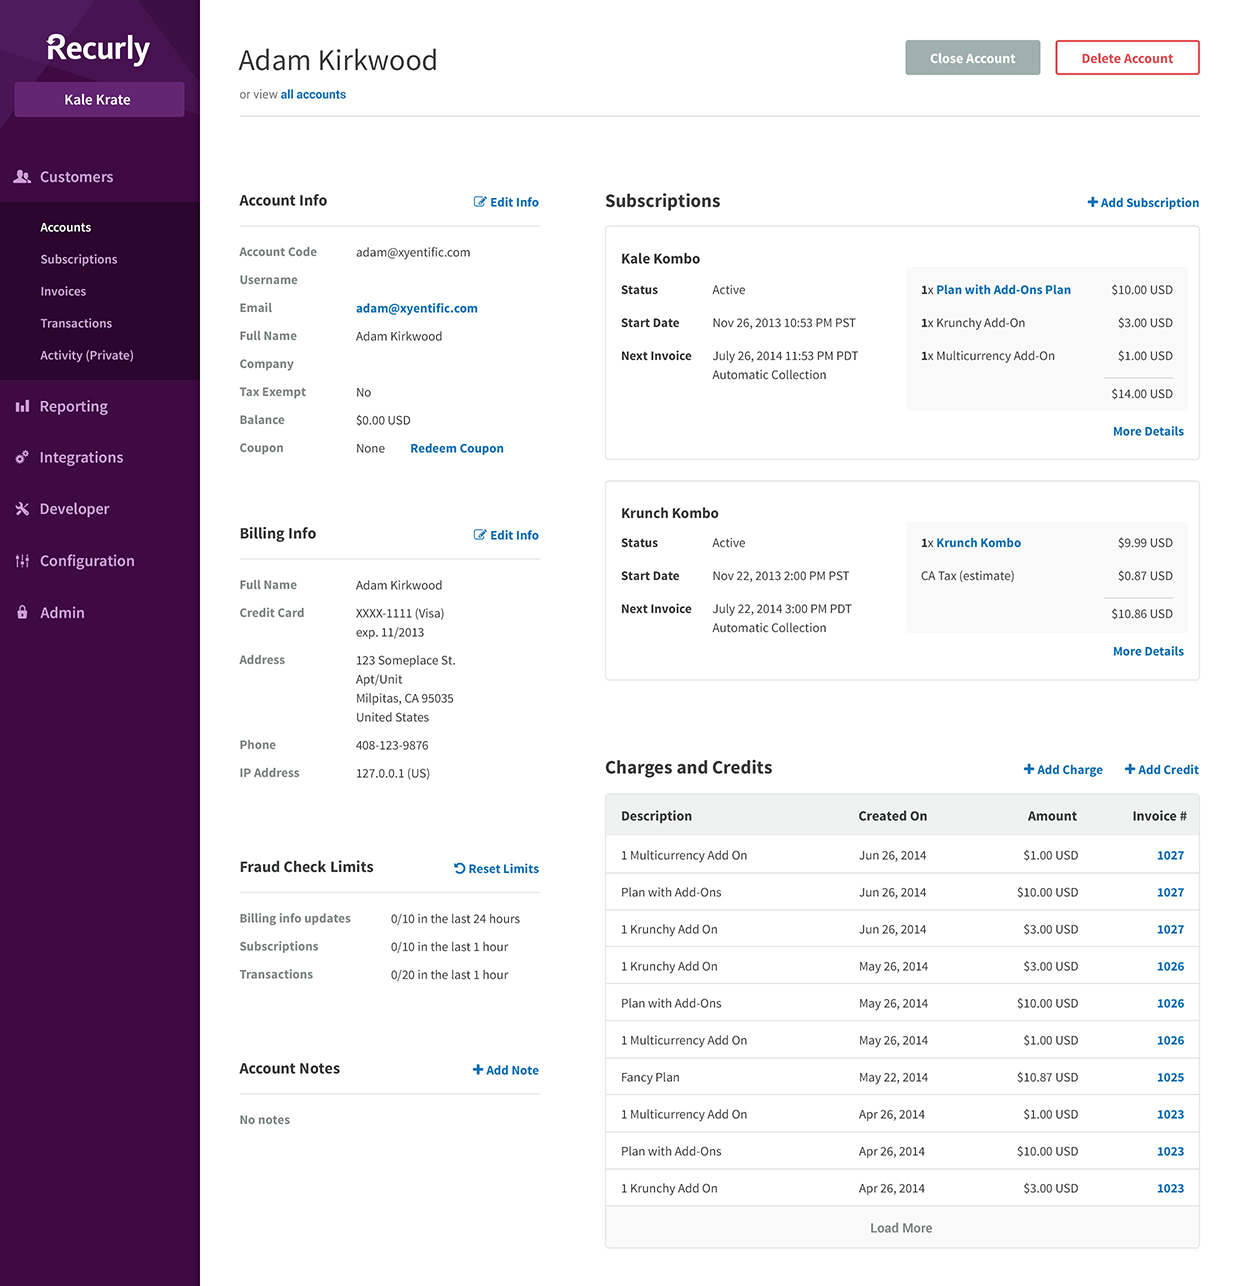 Recurly
Kale Krate
Customers
Accounts
Subscriptions
Invoices
Transactions
Activity (Private)
Reporting
Integrations
Developer
Configuration
Admin
Adam Kirkwood
or view all accounts
Close Account
Delete Account
Account Info
Edit Info
Account Code adam@xyentific.com
Username
Email adam@xyentific.com
Full Name Adam Kirkwood
Company
Tax Exempt No
Balance $0.00 USD
Coupon None Redeem Coupon
Billing Info
Edit Info
Full Name Adam Kirkwood
Credit Card XXXX-1111 (Visa)
exp. 11/2013
Address 123 Someplace St.
Apt/Unit
Milpitas, CA 95035
United States
Phone 408-123-9876
IP Address 127.0.0.1 (US)
Fraud Check Limits
Reset Limits
Billing info updates 0/10 in the last 24 hours
Subscriptions 0/10 in the last 1 hour
Transactions 0/20 in the last 1 hour
Account Notes
Add Note
No notes
Subscriptions
Add Subscription
Kale Kombo
Status Active
Start Date Nov 26, 2013 10:53 PM PST
Next Invoice July 26, 2014 11:53 PM PDT
Automatic Collection
1x Plan with Add-Ons Plan $10.00 USD
1x Krunchy Add-On $3.00 USD
1x Multicurrency Add-On $1.00 USD
$14.00 USD
More Details
Krunch Kombo
Status Active
Start Date Nov 22, 2013 2:00 PM PST
Next Invoice July 22, 2014 3:00 PM PDT
Automatic Collection
1x Krunch Kombo $9.99 USD
CA Tax (estimate) $0.87 USD
$10.86 USD
More Details
Charges and Credits
Add Charge
Add Credit
Description Created On Amount Invoice #
1 Multicurrency Add On Jun 26, 2014 $1.00 USD 1027
Plan with Add-Ons Jun 26, 2014 $10.00 USD 1027
1 Krunchy Add On Jun 26, 2014 $3.00 USD 1027
1 Krunchy Add On May 26, 2014 $3.00 USD 1026
Plan with Add-Ons May 26, 2014 $10.00 USD 1026
1 Multicurrency Add On May 26, 2014 $1.00 USD 1026
Fancy Plan May 22, 2014 $10.87 USD 1025
1 Multicurrency Add On Apr 26, 2014 $1.00 USD 1023
Plan with Add-Ons Apr 26, 2014 $10.00 USD 1023
1 Krunchy Add On Apr 26, 2014 $3.00 USD 1023
Load More